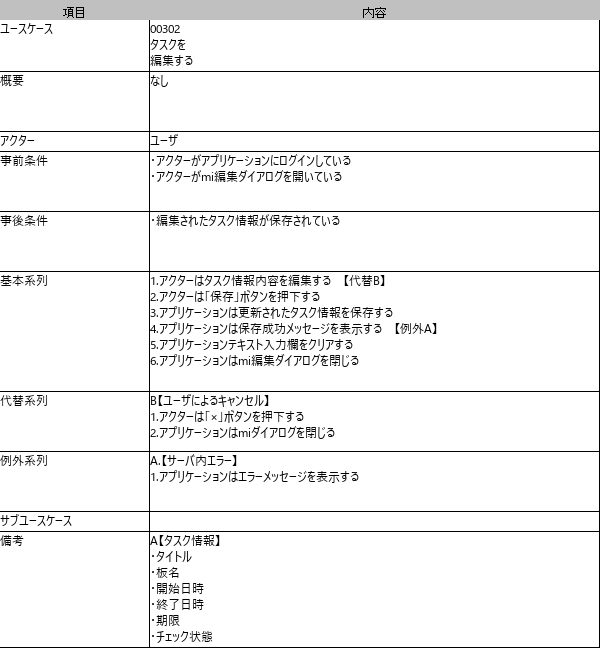 項目 内容
ユースケース 00302
タスクを
編集する
概要 なし
アクター ユーザ
事前条件 ・アクターがアプリケーションにログインしている
・アクターがmi編集ダイアログを開いている
事後条件 ・編集されたタスク情報が保存されている
基本系列 1.アクターはタスク情報内容を編集する 【代替B】
2.アクターは「保存」ボタンを押下する
3.アプリケーションは更新されたタスク情報を保存する
4.アプリケーションは保存成功メッセージを表示する 【例外A】
5.アプリケーションテキスト入力欄をクリアする
6.アプリケーションはmi編集ダイアログを閉じる
代替系列 B【ユーザによるキャンセル】
1.アクターは「×」ボタンを押下する
2.アプリケーションはmiダイアログを閉じる
例外系列 A.【サーバ内エラー】
1.アプリケーションはエラーメッセージを表示する
サブユースケース
備考 A【タスク情報】
・タイトル
・板名
・開始日時
・終了日時
・期限
・チェック状態